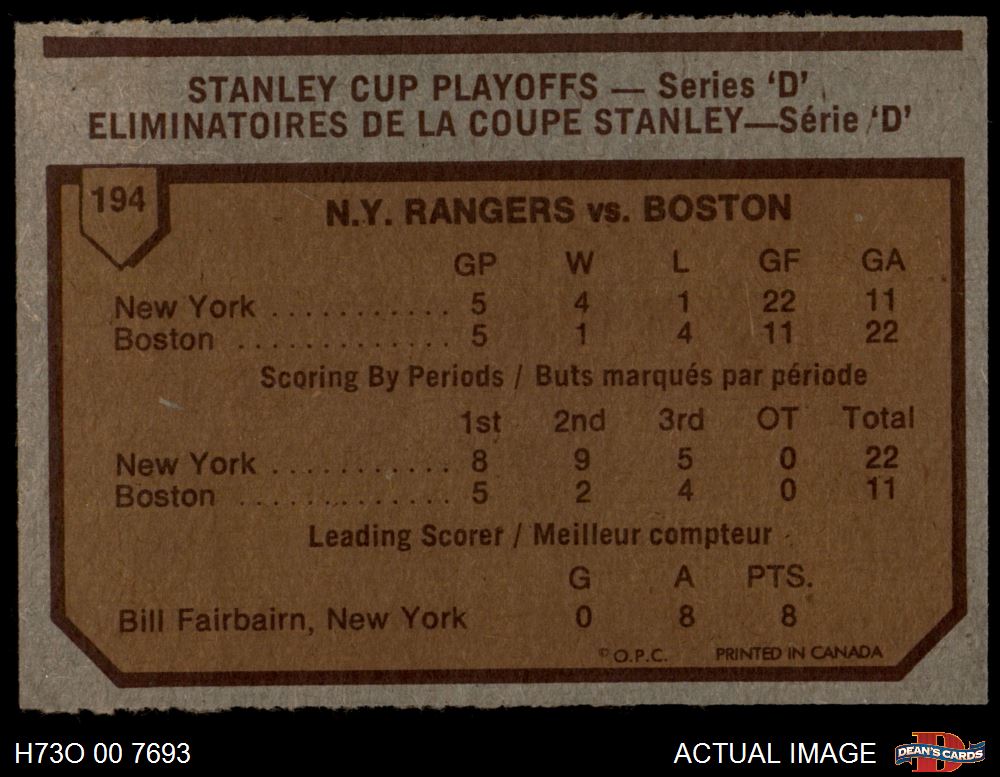 STANLEY CUP PLAYOFFS — Series ‘D’
ELIMINATOIRES DE LA COUPE STANLEY—Série ‘D’
194
N.Y. RANGERS vs. BOSTON
GP W L GF GA
New York ............ 5 4 1 22 11
Boston .............. 5 1 4 11 22
Scoring By Periods / Buts marqués par période
1st 2nd 3rd OT Total
New York ............ 8 9 5 0 22
Boston .............. 5 2 4 0 11
Leading Scorer / Meilleur compteur
G A PTS.
Bill Fairbairn, New York 0 8 8
© O.P.C. PRINTED IN CANADA
H73O 00 7693 ACTUAL IMAGE D DEAN'S CARDS